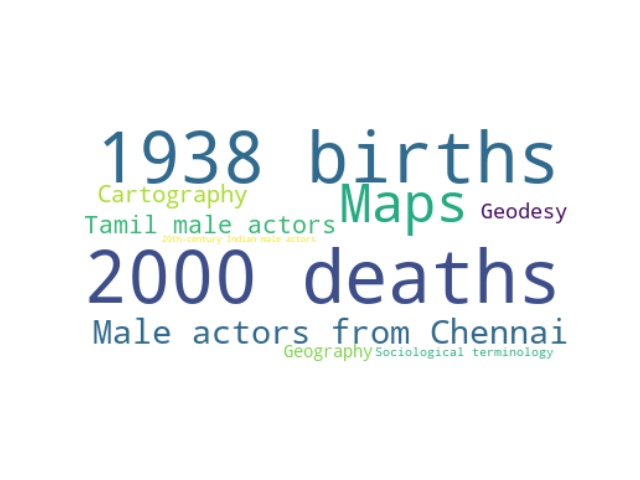 1938 births
Cartography
Maps
Geodesy
Tamil male actors
20th-century Indian male actors
2000 deaths
Male actors from Chennai
Geography
Sociological terminology